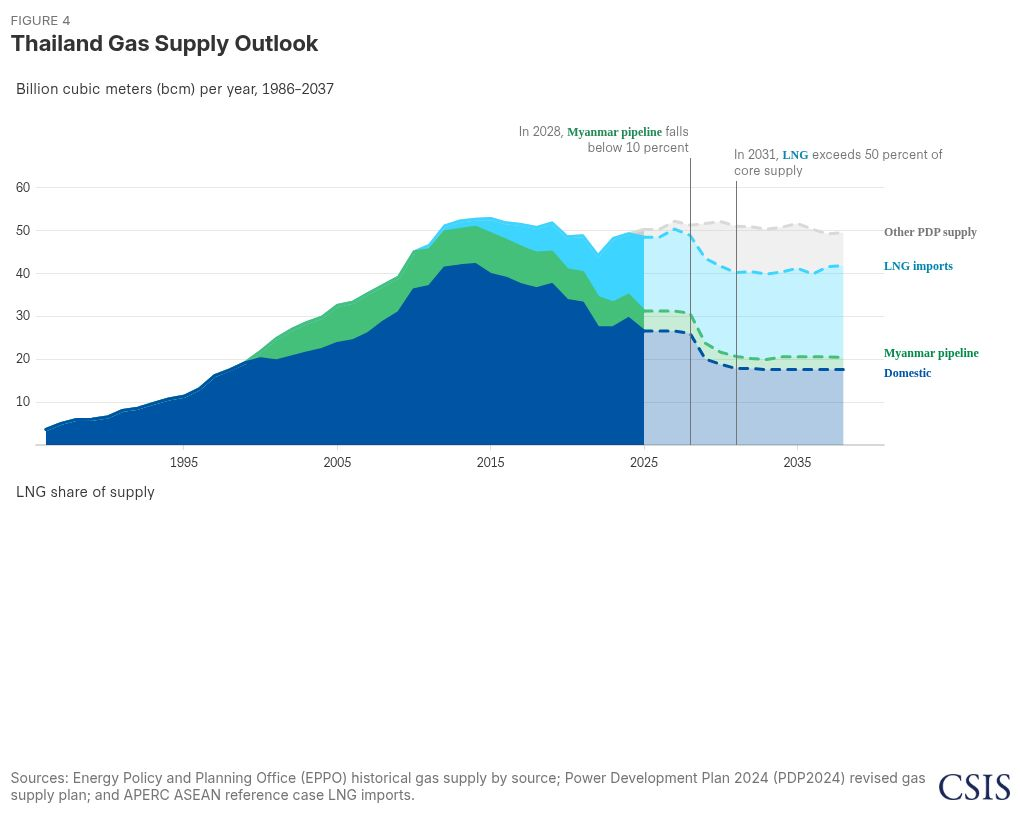 FIGURE 4
Thailand Gas Supply Outlook
Billion cubic meters (bcm) per year, 1986–2037
In 2028, Myanmar pipeline falls
below 10 percent
In 2031, LNG exceeds 50 percent of
core supply
60
50
40
30
20
10
Other PDP supply
LNG imports
Myanmar pipeline
Domestic
1995
2005
2015
2025
2035
LNG share of supply
Sources: Energy Policy and Planning Office (EPPO) historical gas supply by source; Power Development Plan 2024 (PDP2024) revised gas
supply plan; and APERC ASEAN reference case LNG imports.
CSIS